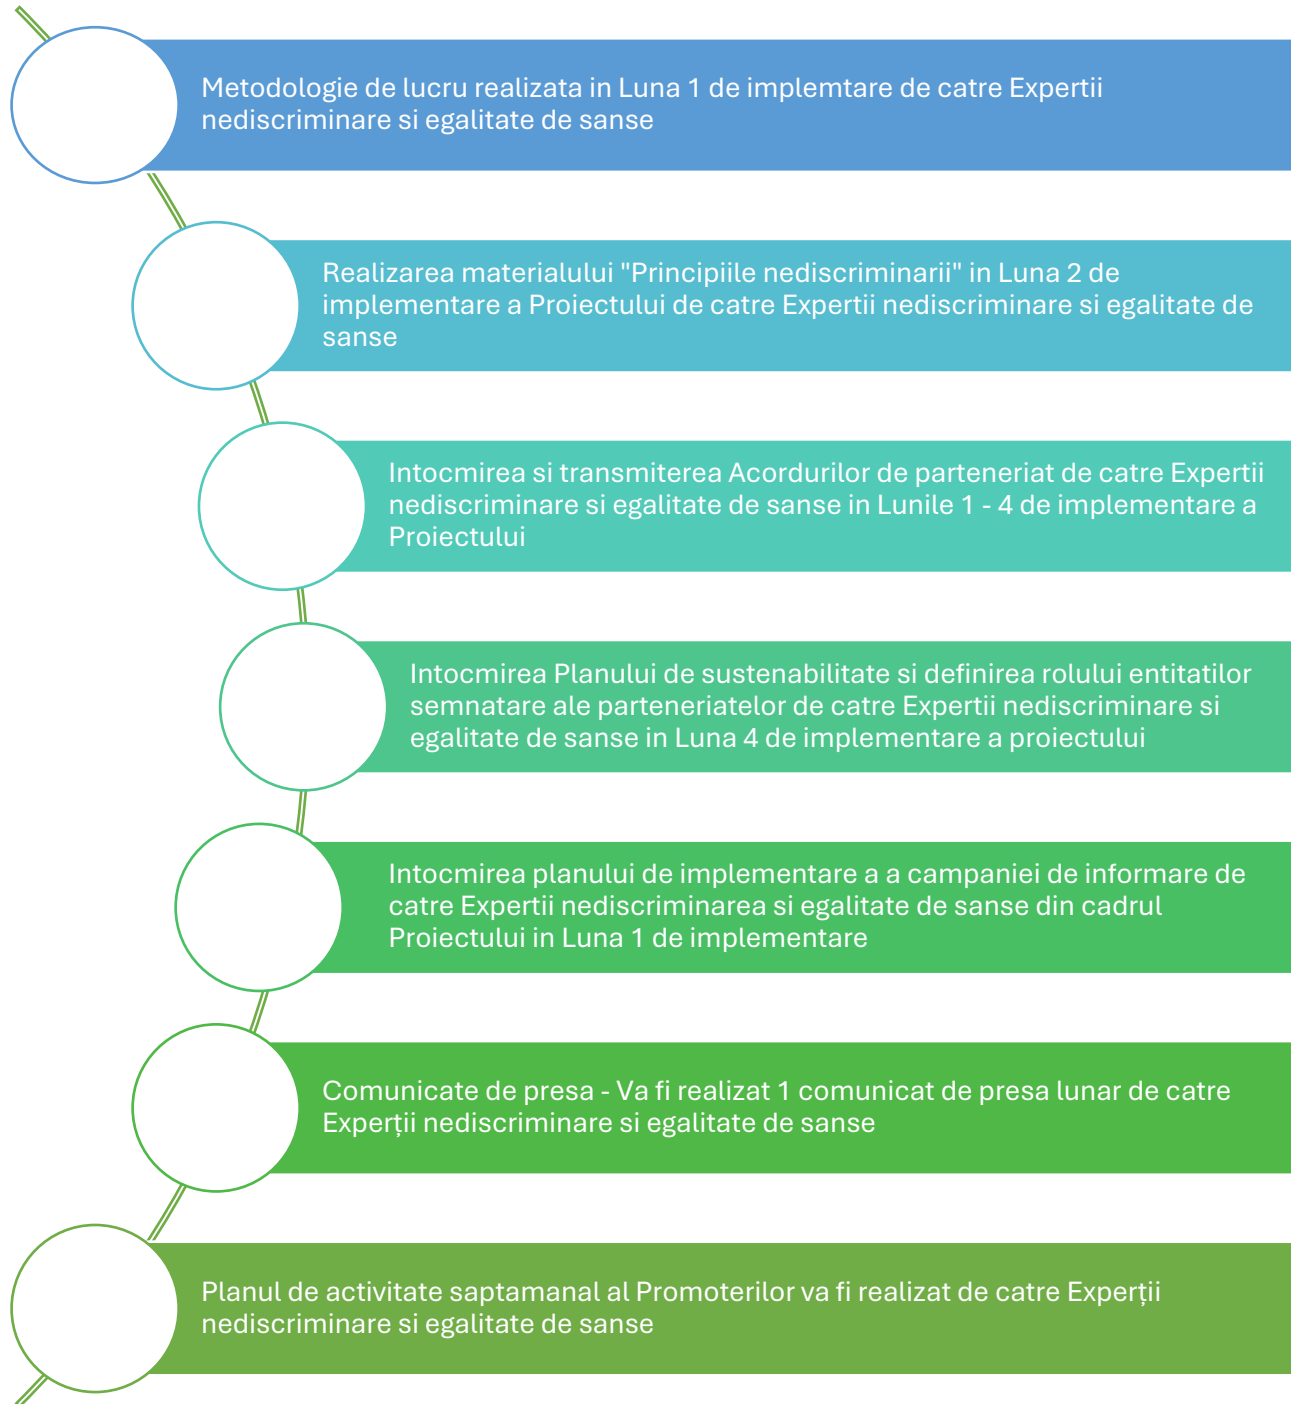 Metodologie de lucru realizata in Luna 1 de implemtare de catre Expertii
nediscriminare si egalitate de sanse
Realizarea materialului "Principiile nediscriminarii" in Luna 2 de
implementare a Proiectului de catre Expertii nediscriminare si egalitate de
sanse
Intocmirea si transmiterea Acordurilor de parteneriat de catre Expertii
nediscriminare si egalitate de sanse in Lunile 1 - 4 de implementare a
Proiectului
Intocmirea Planului de sustenabilitate si definirea rolului entitatilor
semnatare ale parteneriatelor de catre Expertii nediscriminare si
egalitate de sanse in Luna 4 de implementare a proiectului
Intocmirea planului de implementare a a campaniei de informare de
catre Expertii nediscriminarea si egalitate de sanse din cadrul
Proiectului in Luna 1 de implementare
Comunicate de presa - Va fi realizat 1 comunicat de presa lunar de catre
Experții nediscriminare si egalitate de sanse
Planul de activitate saptamanal al Promoterilor va fi realizat de catre Experții
nediscriminare si egalitate de sanse